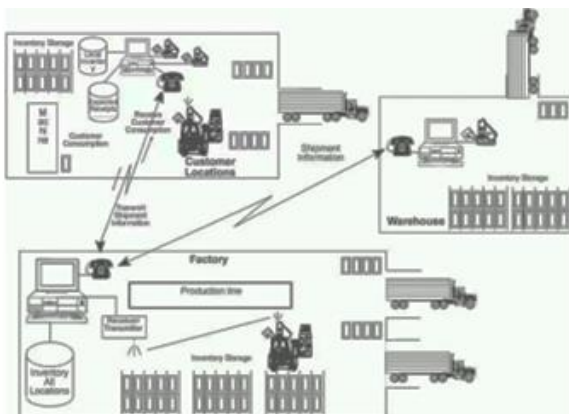 Inventory Storage
Receive
Customer
Consumption
Customer
Consumption
Customer
Locations
Shipment
Information
Transmit
Shipment
Information
Inventory Storage
Warehouse
Factory
Production line
Receiver
Transmitter
Inventory
All
Locations
Inventory Storage